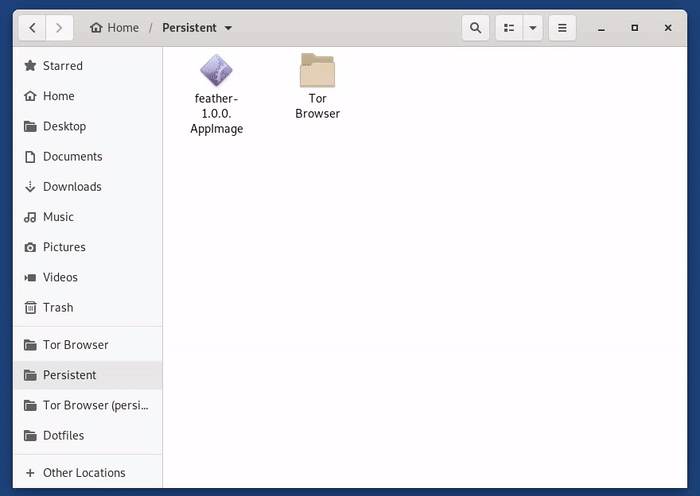 Home / Persistent
Starred
Home
Desktop
Documents
Downloads
Music
Pictures
Videos
Trash
Tor Browser
Persistent
Tor Browser (persi...
Dotfiles
Other Locations
feather-
1.0.0.
AppImage
Tor
Browser